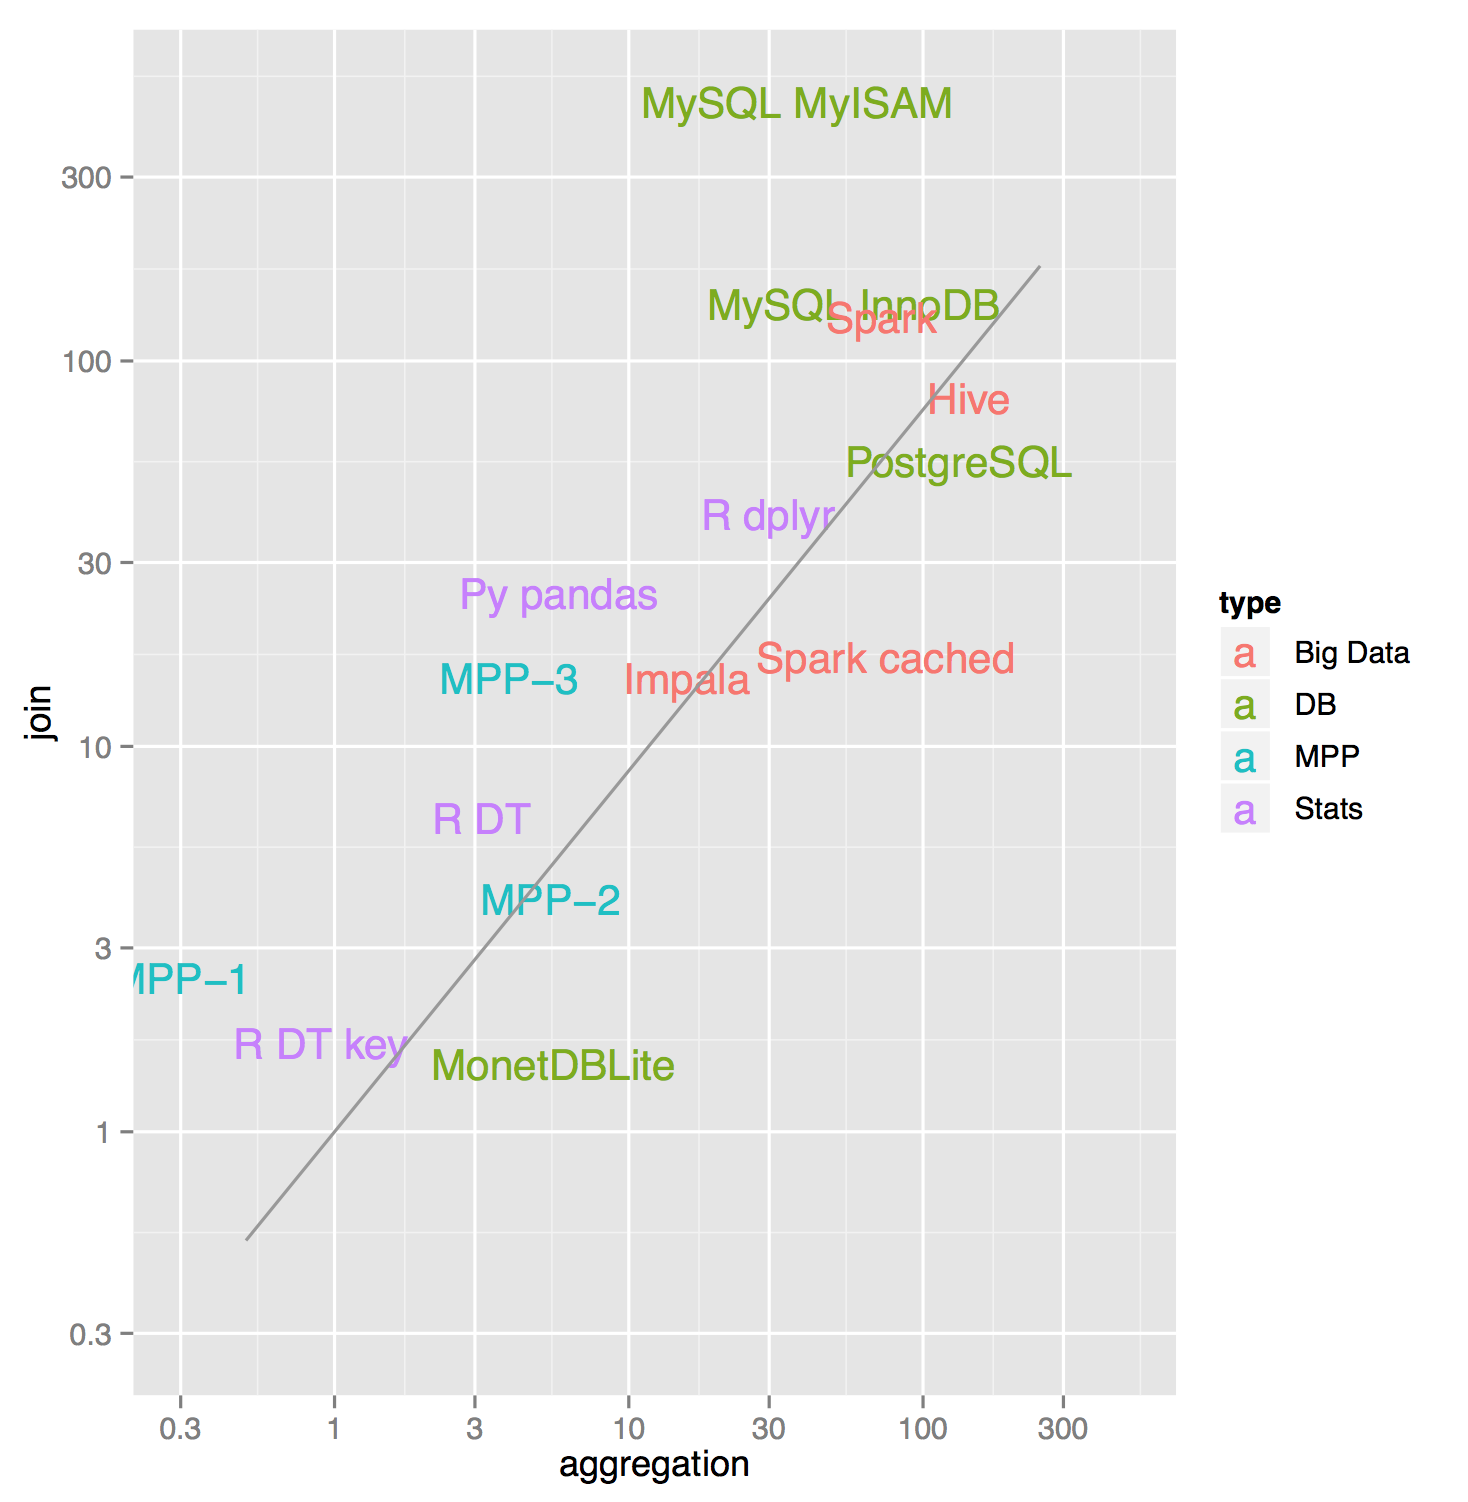 MySQL MyISAM
300
MySQL InnoDB
Spark
100
Hive
PostgreSQL
R dplyr
30
Py pandas
type
Spark cached
a Big Data
MPP−3
Impala
a DB
join
10
a MPP
R DT
a Stats
MPP−2
3
MPP−1
R DT key
MonetDBLite
1
0.3
0.3 1 3 10 30 100 300
aggregation